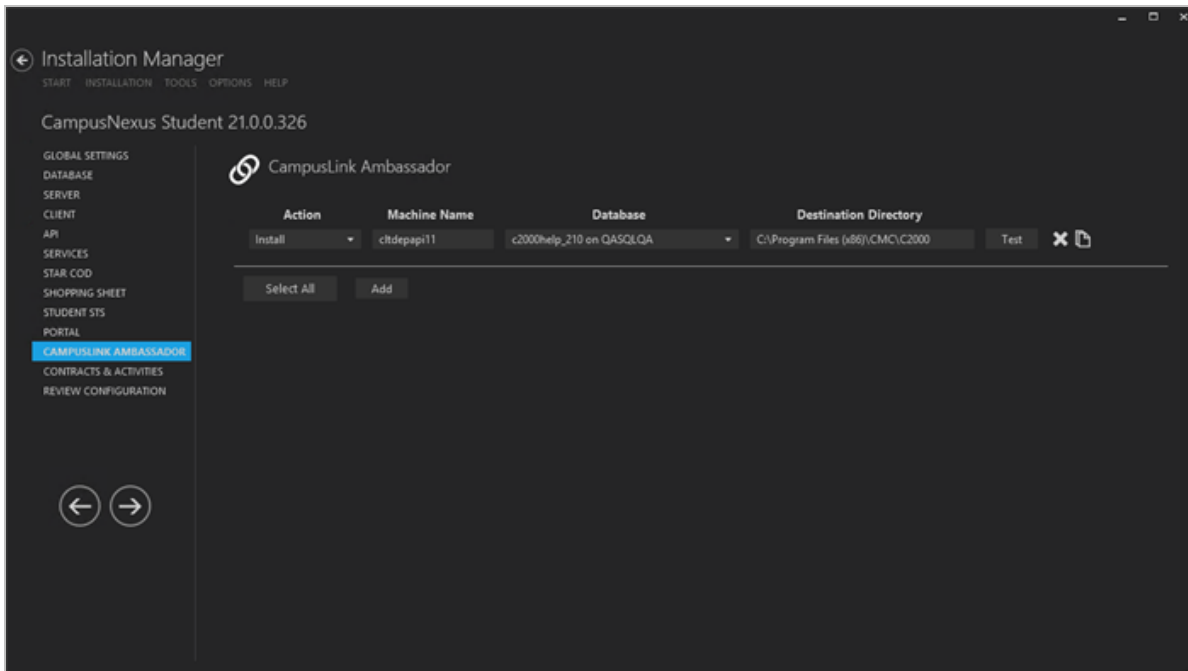 Installation Manager
START INSTALLATION TOOLS OPTIONS HELP
CampusNexus Student 21.0.0.326
GLOBAL SETTINGS
DATABASE
SERVER
CLIENT
API
SERVICES
STAR COD
SHOPPING SHEET
STUDENT STS
PORTAL
CAMPUSLINK AMBASSADOR
CONTRACTS & ACTIVITIES
REVIEW CONFIGURATION
CampusLink Ambassador
Action Machine Name Database Destination Directory
Install cltdepapi11 c2000help_210 on QASQLQA C:\Program Files (x86)\CMC\C2000 Test
Select All Add